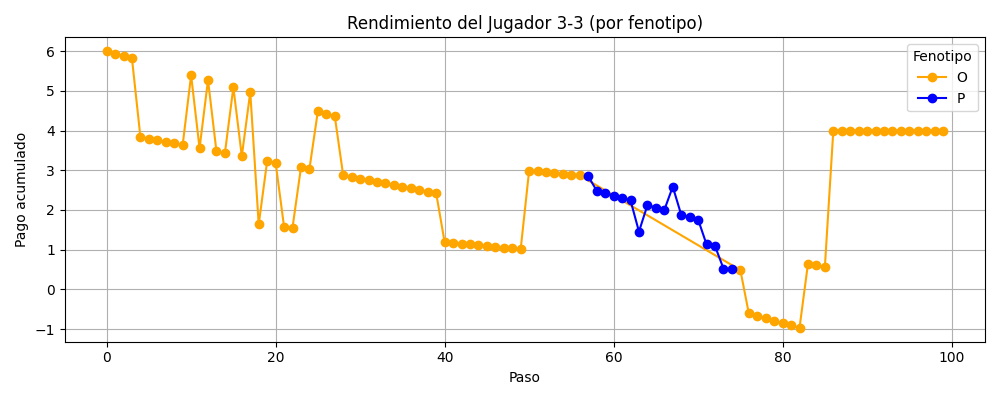 Rendimiento del Jugador 3-3 (por fenotipo)
Pago acumulado
6
5
4
3
2
1
0
−1
Fenotipo
O
P
0 20 40 60 80 100
Paso